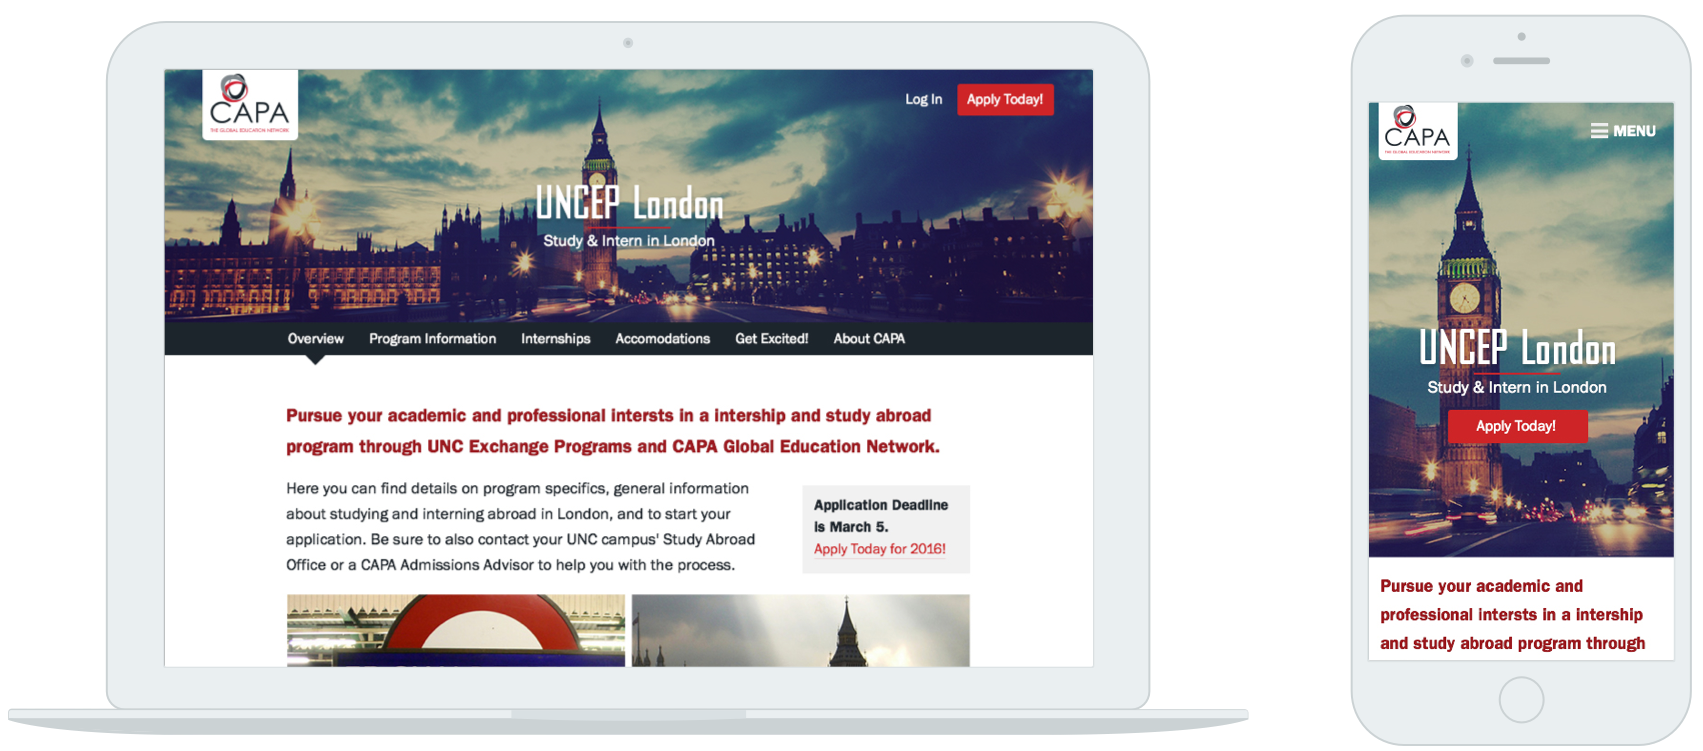 CAPA
THE GLOBAL EDUCATION NETWORK
Log In
Apply Today!
UNCEP London
Study & Intern in London
Overview
Program Information
Internships
Accomodations
Get Excited!
About CAPA
Pursue your academic and professional intersts in a intership and study abroad
program through UNC Exchange Programs and CAPA Global Education Network.
Here you can find details on program specifics, general information
about studying and interning abroad in London, and to start your
application. Be sure to also contact your UNC campus' Study Abroad
Office or a CAPA Admissions Advisor to help you with the process.
Application Deadline
is March 5.
Apply Today for 2016!
CAPA
THE GLOBAL EDUCATION NETWORK
MENU
UNCEP London
Study & Intern in London
Apply Today!
Pursue your academic and
professional intersts in a intership
and study abroad program through